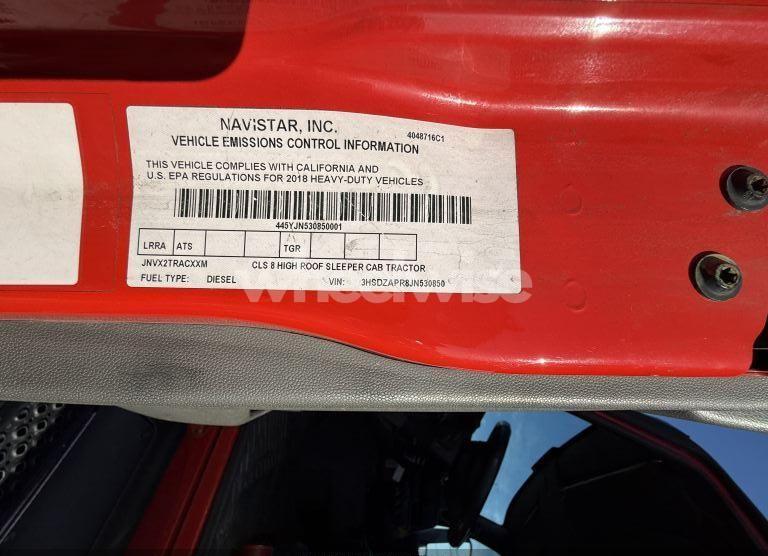 NAVISTAR, INC.
4048716C1
VEHICLE EMISSIONS CONTROL INFORMATION
THIS VEHICLE COMPLIES WITH CALIFORNIA AND
U.S. EPA REGULATIONS FOR 2018 HEAVY-DUTY VEHICLES
445YJN530850001
LRRA ATS TGR
JNVX2TRACXXM CLS 8 HIGH ROOF SLEEPER CAB TRACTOR
FUEL TYPE: DIESEL VIN: 3HSDZAPR8JN530850
wheelwise